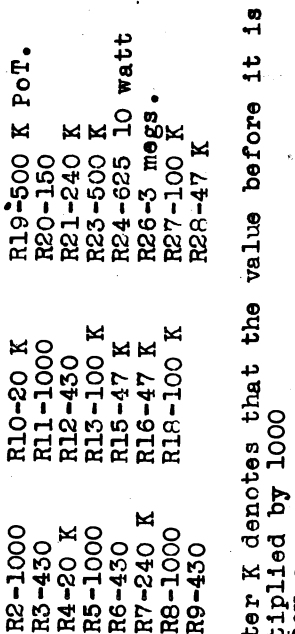 R2-1000 R10-20 K R19-500 K PoT.
R3-430 R11-1000 R20-150
R4-20 K R12-430 R21-240 K
R5-1000 R13-100 K R23-500 K
R6-430 R15-47 K R24-625 10 watt
R7-240 K R16-47 K R26-3 megs.
R8-1000 R18-100 K R27-100 K
R9-430 R28-47 K
ter K denotes that the value before it is
tiplied by 1000